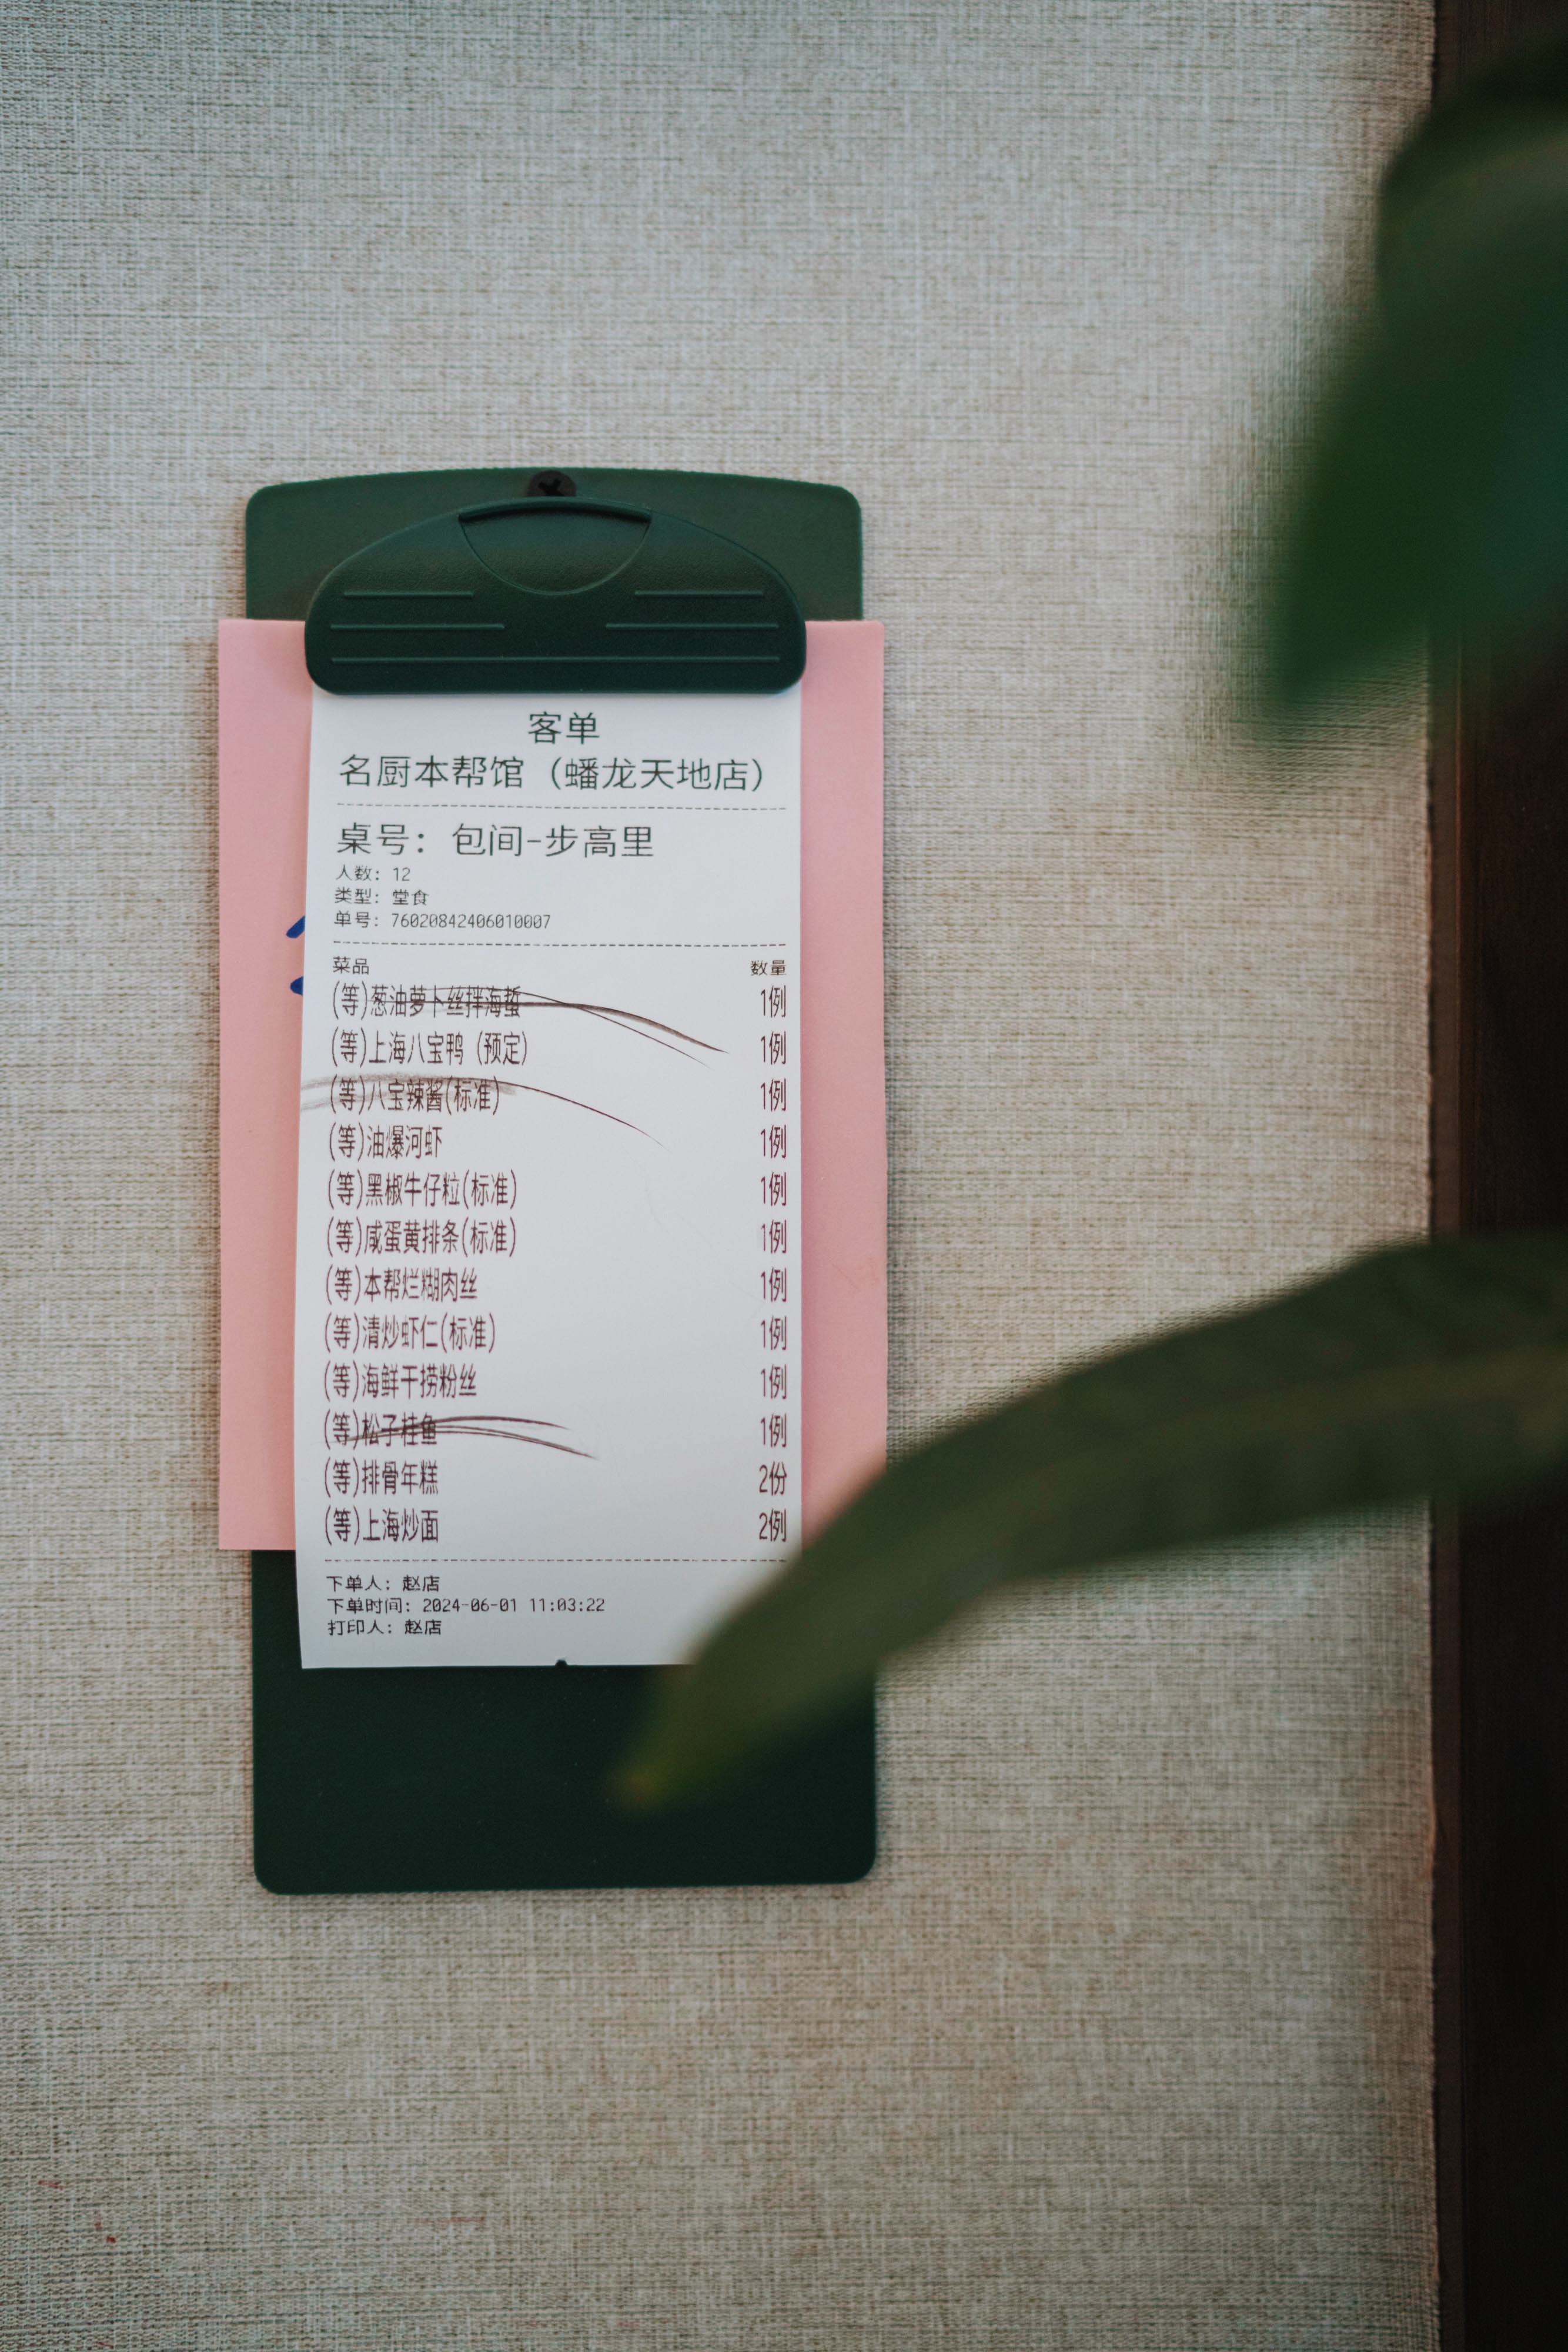 客单
名厨本帮馆（蟠龙天地店）
桌号：包间-步高里
人数：12
类型：堂食
单号：76020842406010007
菜品 数量
(等)葱油萝卜丝拌海蜇 1例
(等)上海八宝鸭（预定） 1例
(等)八宝辣酱(标准) 1例
(等)油爆河虾 1例
(等)黑椒牛仔粒(标准) 1例
(等)咸蛋黄排条(标准) 1例
(等)本帮烂糊肉丝 1例
(等)清炒虾仁(标准) 1例
(等)海鲜干捞粉丝 1例
(等)松子桂鱼 1例
(等)排骨年糕 2份
(等)上海炒面 2例
下单人：赵店
下单时间：2024-06-01 11:03:22
打印人：赵店